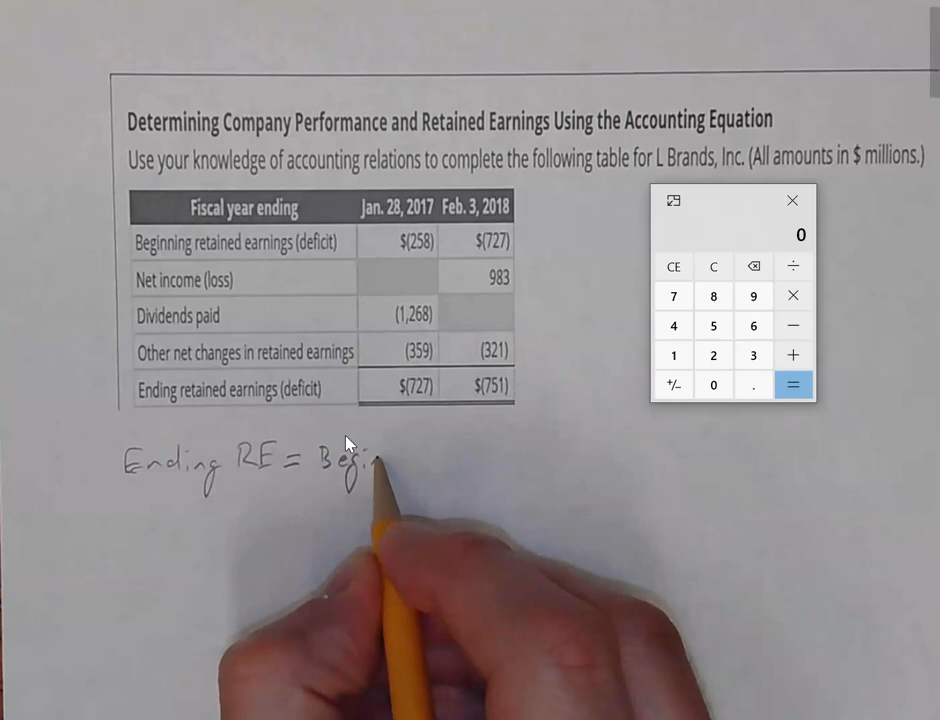 Determining Company Performance and Retained Earnings Using the Accounting Equation
Use your knowledge of accounting relations to complete the following table for L Brands, Inc. (All amounts in $ millions.)
Fiscal year ending Jan. 28, 2017 Feb. 3, 2018
Beginning retained earnings (deficit) $(258) $(727)
Net income (loss) 983
Dividends paid (1,268)
Other net changes in retained earnings (359) (321)
Ending retained earnings (deficit) $(727) $(751)
0
CE C ÷
7 8 9 ×
4 5 6 −
1 2 3 +
+/− 0 . =
Ending RE = Begin